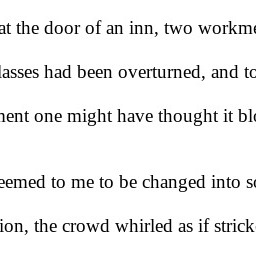 at the door of an inn, two workme
lasses had been overturned, and to
ment one might have thought it blo
eemed to me to be changed into so
ion, the crowd whirled as if strick